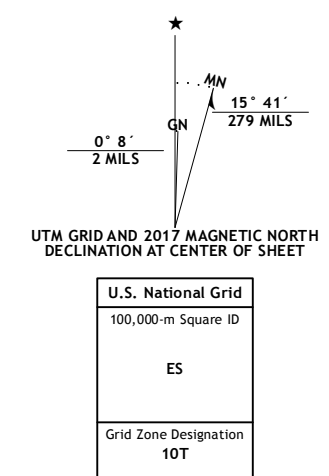 ★
MN
15° 41´
279 MILS
GN
0° 8´
2 MILS
UTM GRID AND 2017 MAGNETIC NORTH
DECLINATION AT CENTER OF SHEET
U.S. National Grid
100,000-m Square ID
ES
Grid Zone Designation
10T